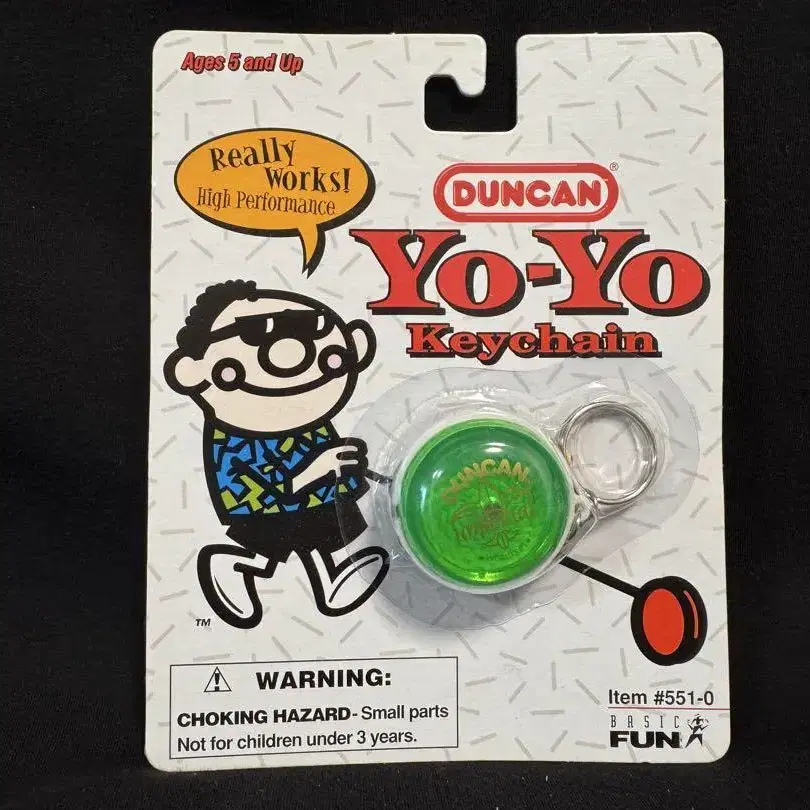 Ages 5 and Up
Really
Works!
High Performance
DUNCAN®
Yo-Yo
Keychain
DUNCAN
Imperial
TM
⚠ WARNING:
CHOKING HAZARD- Small parts
Not for children under 3 years.
Item #551-0
BASIC
FUN